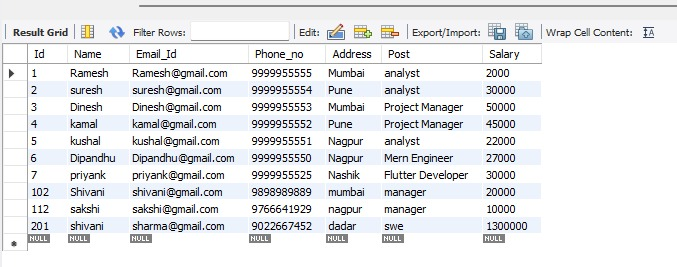 Result Grid Filter Rows: Edit: Export/Import: Wrap Cell Content: IA
Id Name Email_Id Phone_no Address Post Salary
1 Ramesh Ramesh@gmail.com 9999955555 Mumbai analyst 2000
2 suresh suresh@gmail.com 9999955554 Pune analyst 30000
3 Dinesh Dinesh@gmail.com 9999955553 Mumbai Project Manager 50000
4 kamal kamal@gmail.com 9999955552 Pune Project Manager 45000
5 kushal kushal@gmail.com 9999955551 Nagpur analyst 22000
6 Dipandhu Dipandhu@gmail.com 9999955550 Nagpur Mern Engineer 27000
7 priyank priyank@gmail.com 9999955525 Nashik Flutter Developer 30000
102 Shivani shivani@gmail.com 9898989889 mumbai manager 20000
112 sakshi sakshi@gmail.com 9766641929 nagpur manager 10000
201 shivani sharma@gmail.com 9022667452 dadar swe 1300000
NULL NULL NULL NULL NULL NULL NULL